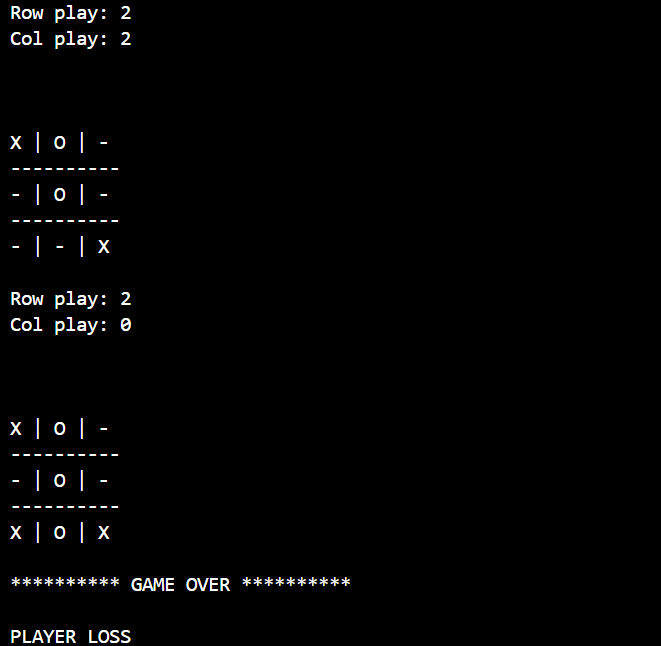 Row play: 2
Col play: 2
X | O | -
----------
- | O | -
----------
- | - | X
Row play: 2
Col play: 0
X | O | -
----------
- | O | -
----------
X | O | X
********** GAME OVER **********
PLAYER LOSS